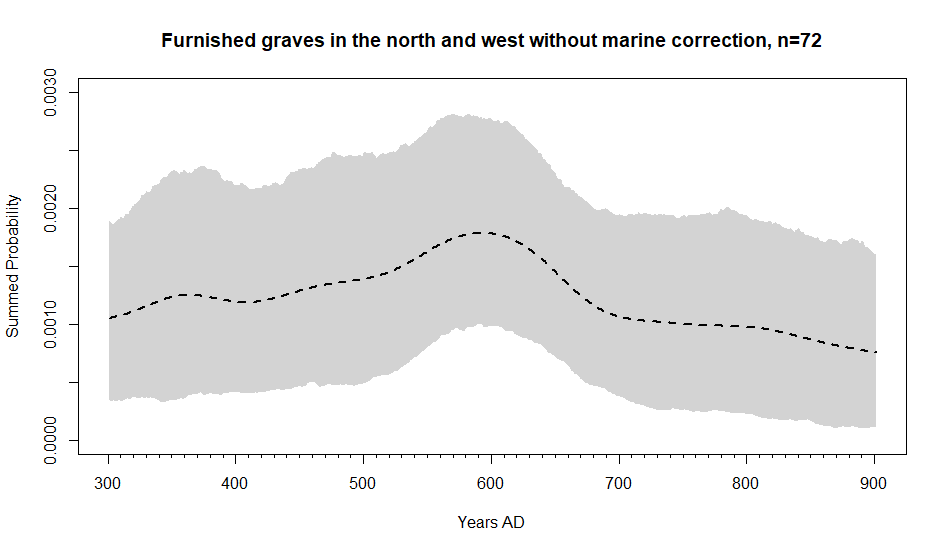 Furnished graves in the north and west without marine correction, n=72
Summed Probability
0.0030
0.0020
0.0010
0.0000
300 400 500 600 700 800 900
Years AD